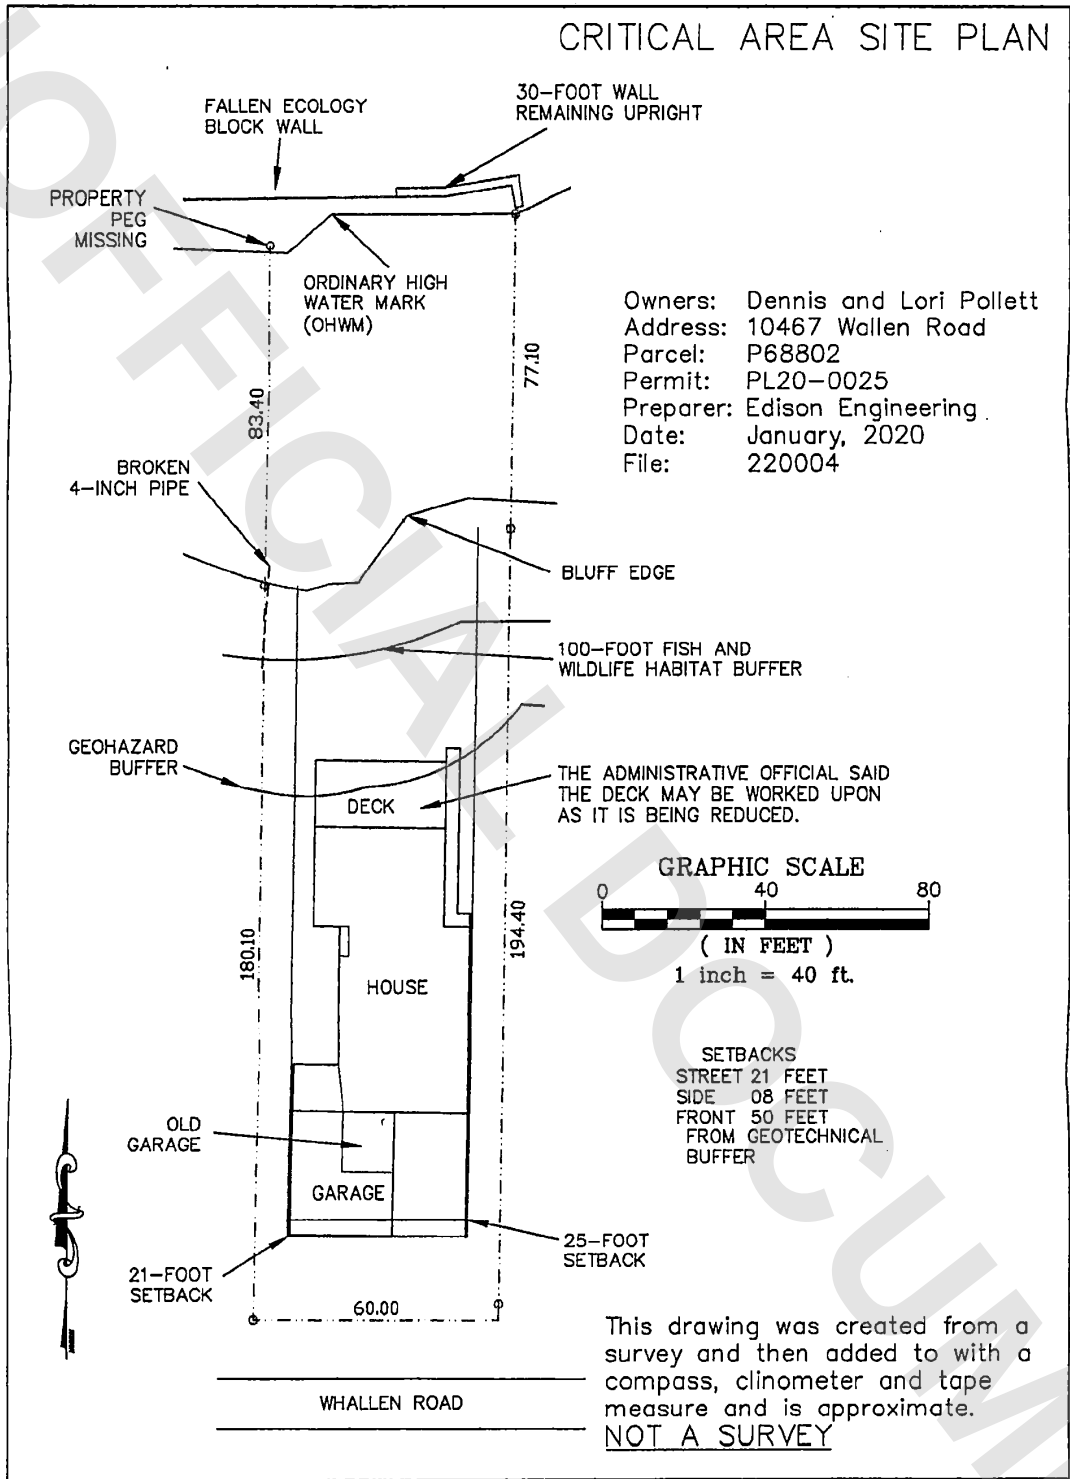 CRITICAL AREA SITE PLAN
FALLEN ECOLOGY
BLOCK WALL
30-FOOT WALL
REMAINING UPRIGHT
PROPERTY
PEG
MISSING
ORDINARY HIGH
WATER MARK
(OHWM)
Owners: Dennis and Lori Pollett
Address: 10467 Wallen Road
Parcel: P68802
Permit: PL20-0025
Preparer: Edison Engineering
Date: January, 2020
File: 220004
77.10
83.40
BROKEN
4-INCH PIPE
BLUFF EDGE
100-FOOT FISH AND
WILDLIFE HABITAT BUFFER
GEOHAZARD
BUFFER
DECK
THE ADMINISTRATIVE OFFICIAL SAID
THE DECK MAY BE WORKED UPON
AS IT IS BEING REDUCED.
GRAPHIC SCALE
0 40 80
( IN FEET )
1 inch = 40 ft.
180.10
194.40
HOUSE
SETBACKS
STREET 21 FEET
SIDE 08 FEET
FRONT 50 FEET
FROM GEOTECHNICAL
BUFFER
OLD
GARAGE
GARAGE
25-FOOT
SETBACK
21-FOOT
SETBACK
60.00
This drawing was created from a
survey and then added to with a
compass, clinometer and tape
measure and is approximate.
NOT A SURVEY
WHALLEN ROAD
UNOFFICIAL DOCUMENT